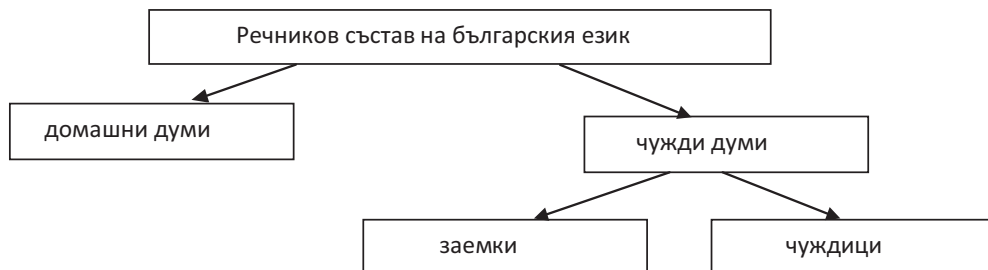 Речников състав на българския език
домашни думи
чужди думи
заемки
чуждици